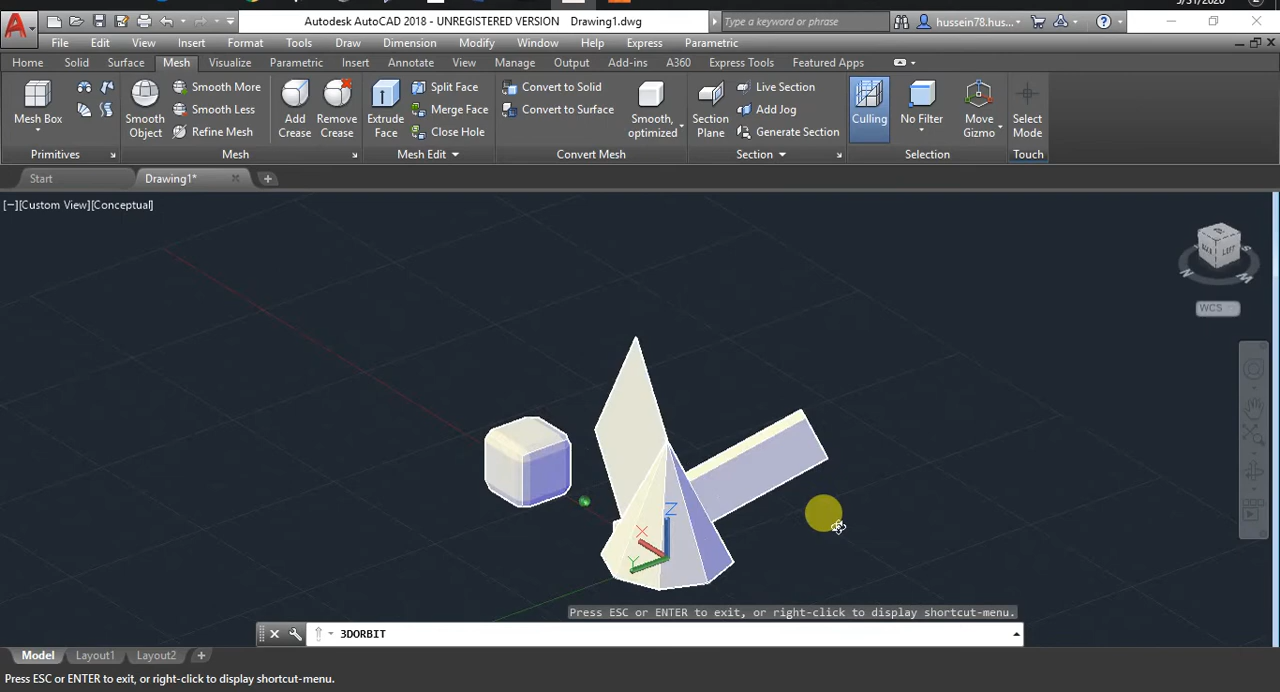 5/31/2020
Autodesk AutoCAD 2018 - UNREGISTERED VERSION Drawing1.dwg
Type a keyword or phrase
hussein78.hus...
File Edit View Insert Format Tools Draw Dimension Modify Window Help Express Parametric
Home Solid Surface Mesh Visualize Parametric Insert Annotate View Manage Output Add-ins A360 Express Tools Featured Apps
Mesh Box
Smooth Object
Smooth More
Smooth Less
Refine Mesh
Add Crease
Remove Crease
Extrude Face
Split Face
Merge Face
Close Hole
Convert to Solid
Convert to Surface
Smooth, optimized
Section Plane
Live Section
Add Jog
Generate Section
Culling
No Filter
Move Gizmo
Select Mode
Primitives Mesh Mesh Edit Convert Mesh Section Selection Touch
Start Drawing1*
[−][Custom View][Conceptual]
BACK LEFT
N S
WCS
Z
X
Y
Press ESC or ENTER to exit, or right-click to display shortcut-menu.
3DORBIT
Model Layout1 Layout2
Press ESC or ENTER to exit, or right-click to display shortcut-menu.